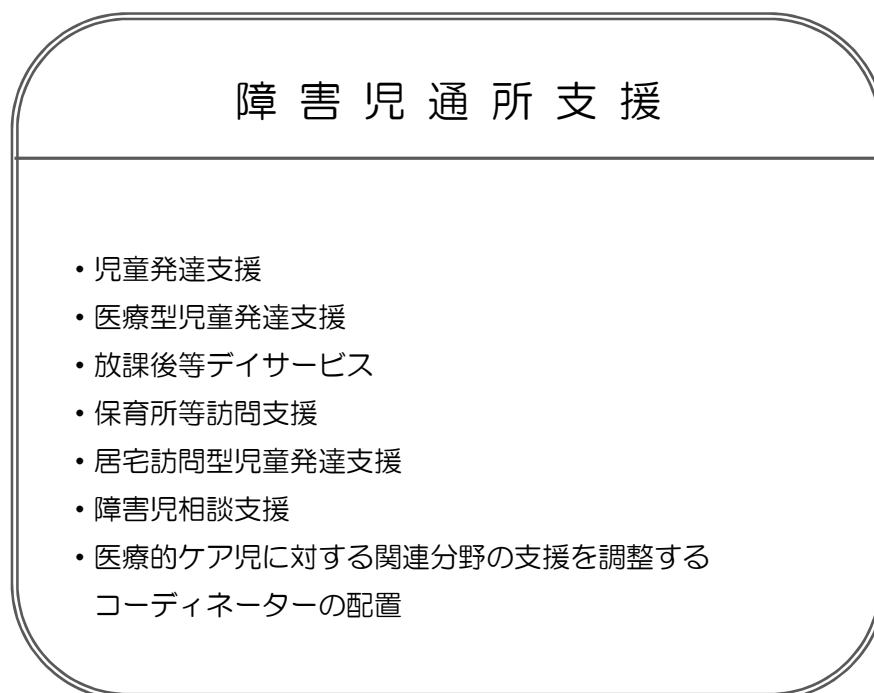 障害児通所支援
・児童発達支援
・医療型児童発達支援
・放課後等デイサービス
・保育所等訪問支援
・居宅訪問型児童発達支援
・障害児相談支援
・医療的ケア児に対する関連分野の支援を調整する
コーディネーターの配置